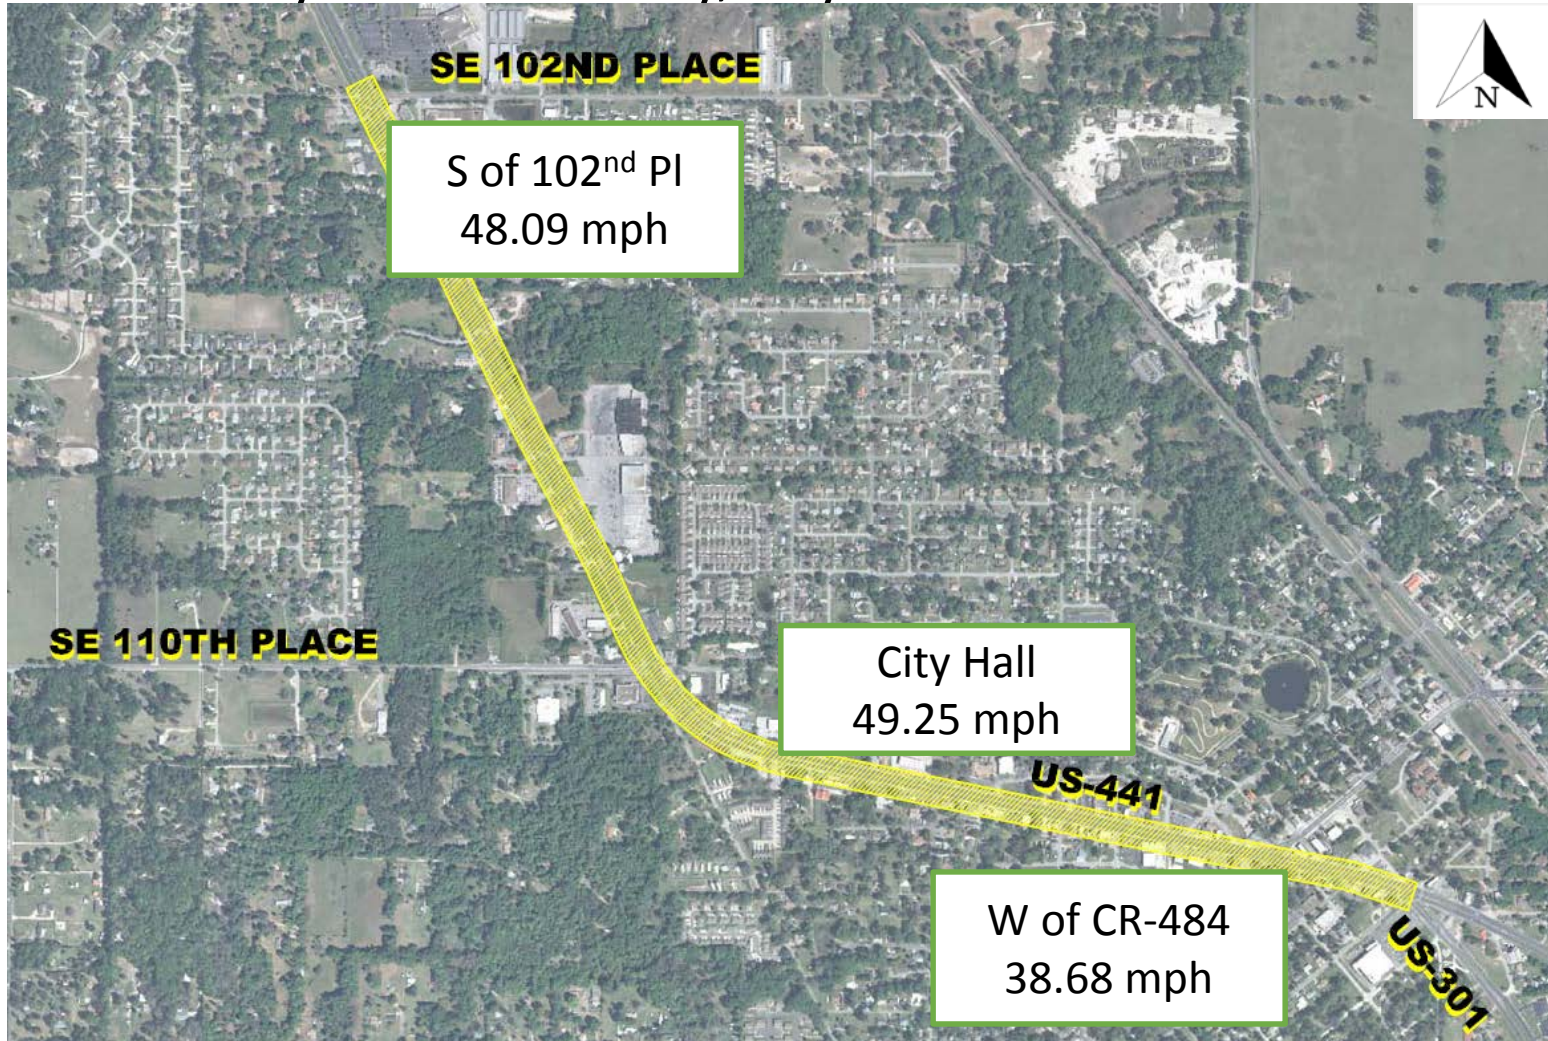 SE 102ND PLACE
N
S of 102nd Pl
48.09 mph
SE 110TH PLACE
City Hall
49.25 mph
US-441
W of CR-484
38.68 mph
US-301